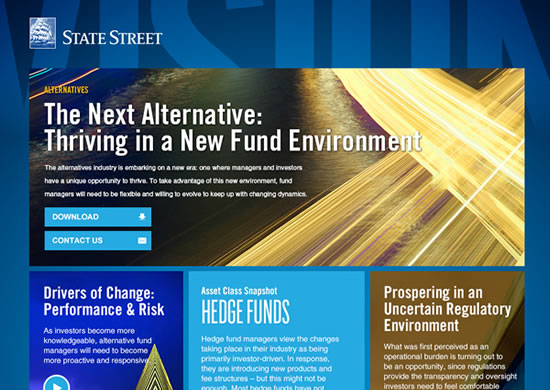 VISION
STATE STREET
ALTERNATIVES
The Next Alternative:
Thriving in a New Fund Environment
The alternatives industry is embarking on a new era: one where managers and investors
have a unique opportunity to thrive. To take advantage of this new environment, fund
managers will need to be flexible and willing to evolve to keep up with changing dynamics.
DOWNLOAD
CONTACT US
Drivers of Change:
Performance & Risk
As investors become more
knowledgeable, alternative fund
managers will need to become
more proactive and responsive...
Asset Class Snapshot
HEDGE FUNDS
Hedge fund managers view the changes
taking place in their industry as being
primarily investor-driven. In response,
they are introducing new products and
fee structures – but this might not be
enough. Most hedge funds have not
Prospering in an
Uncertain Regulatory
Environment
What was first perceived as an
operational burden is turning out to
be an opportunity, since regulations
provide the transparency and oversight
investors need to feel comfortable